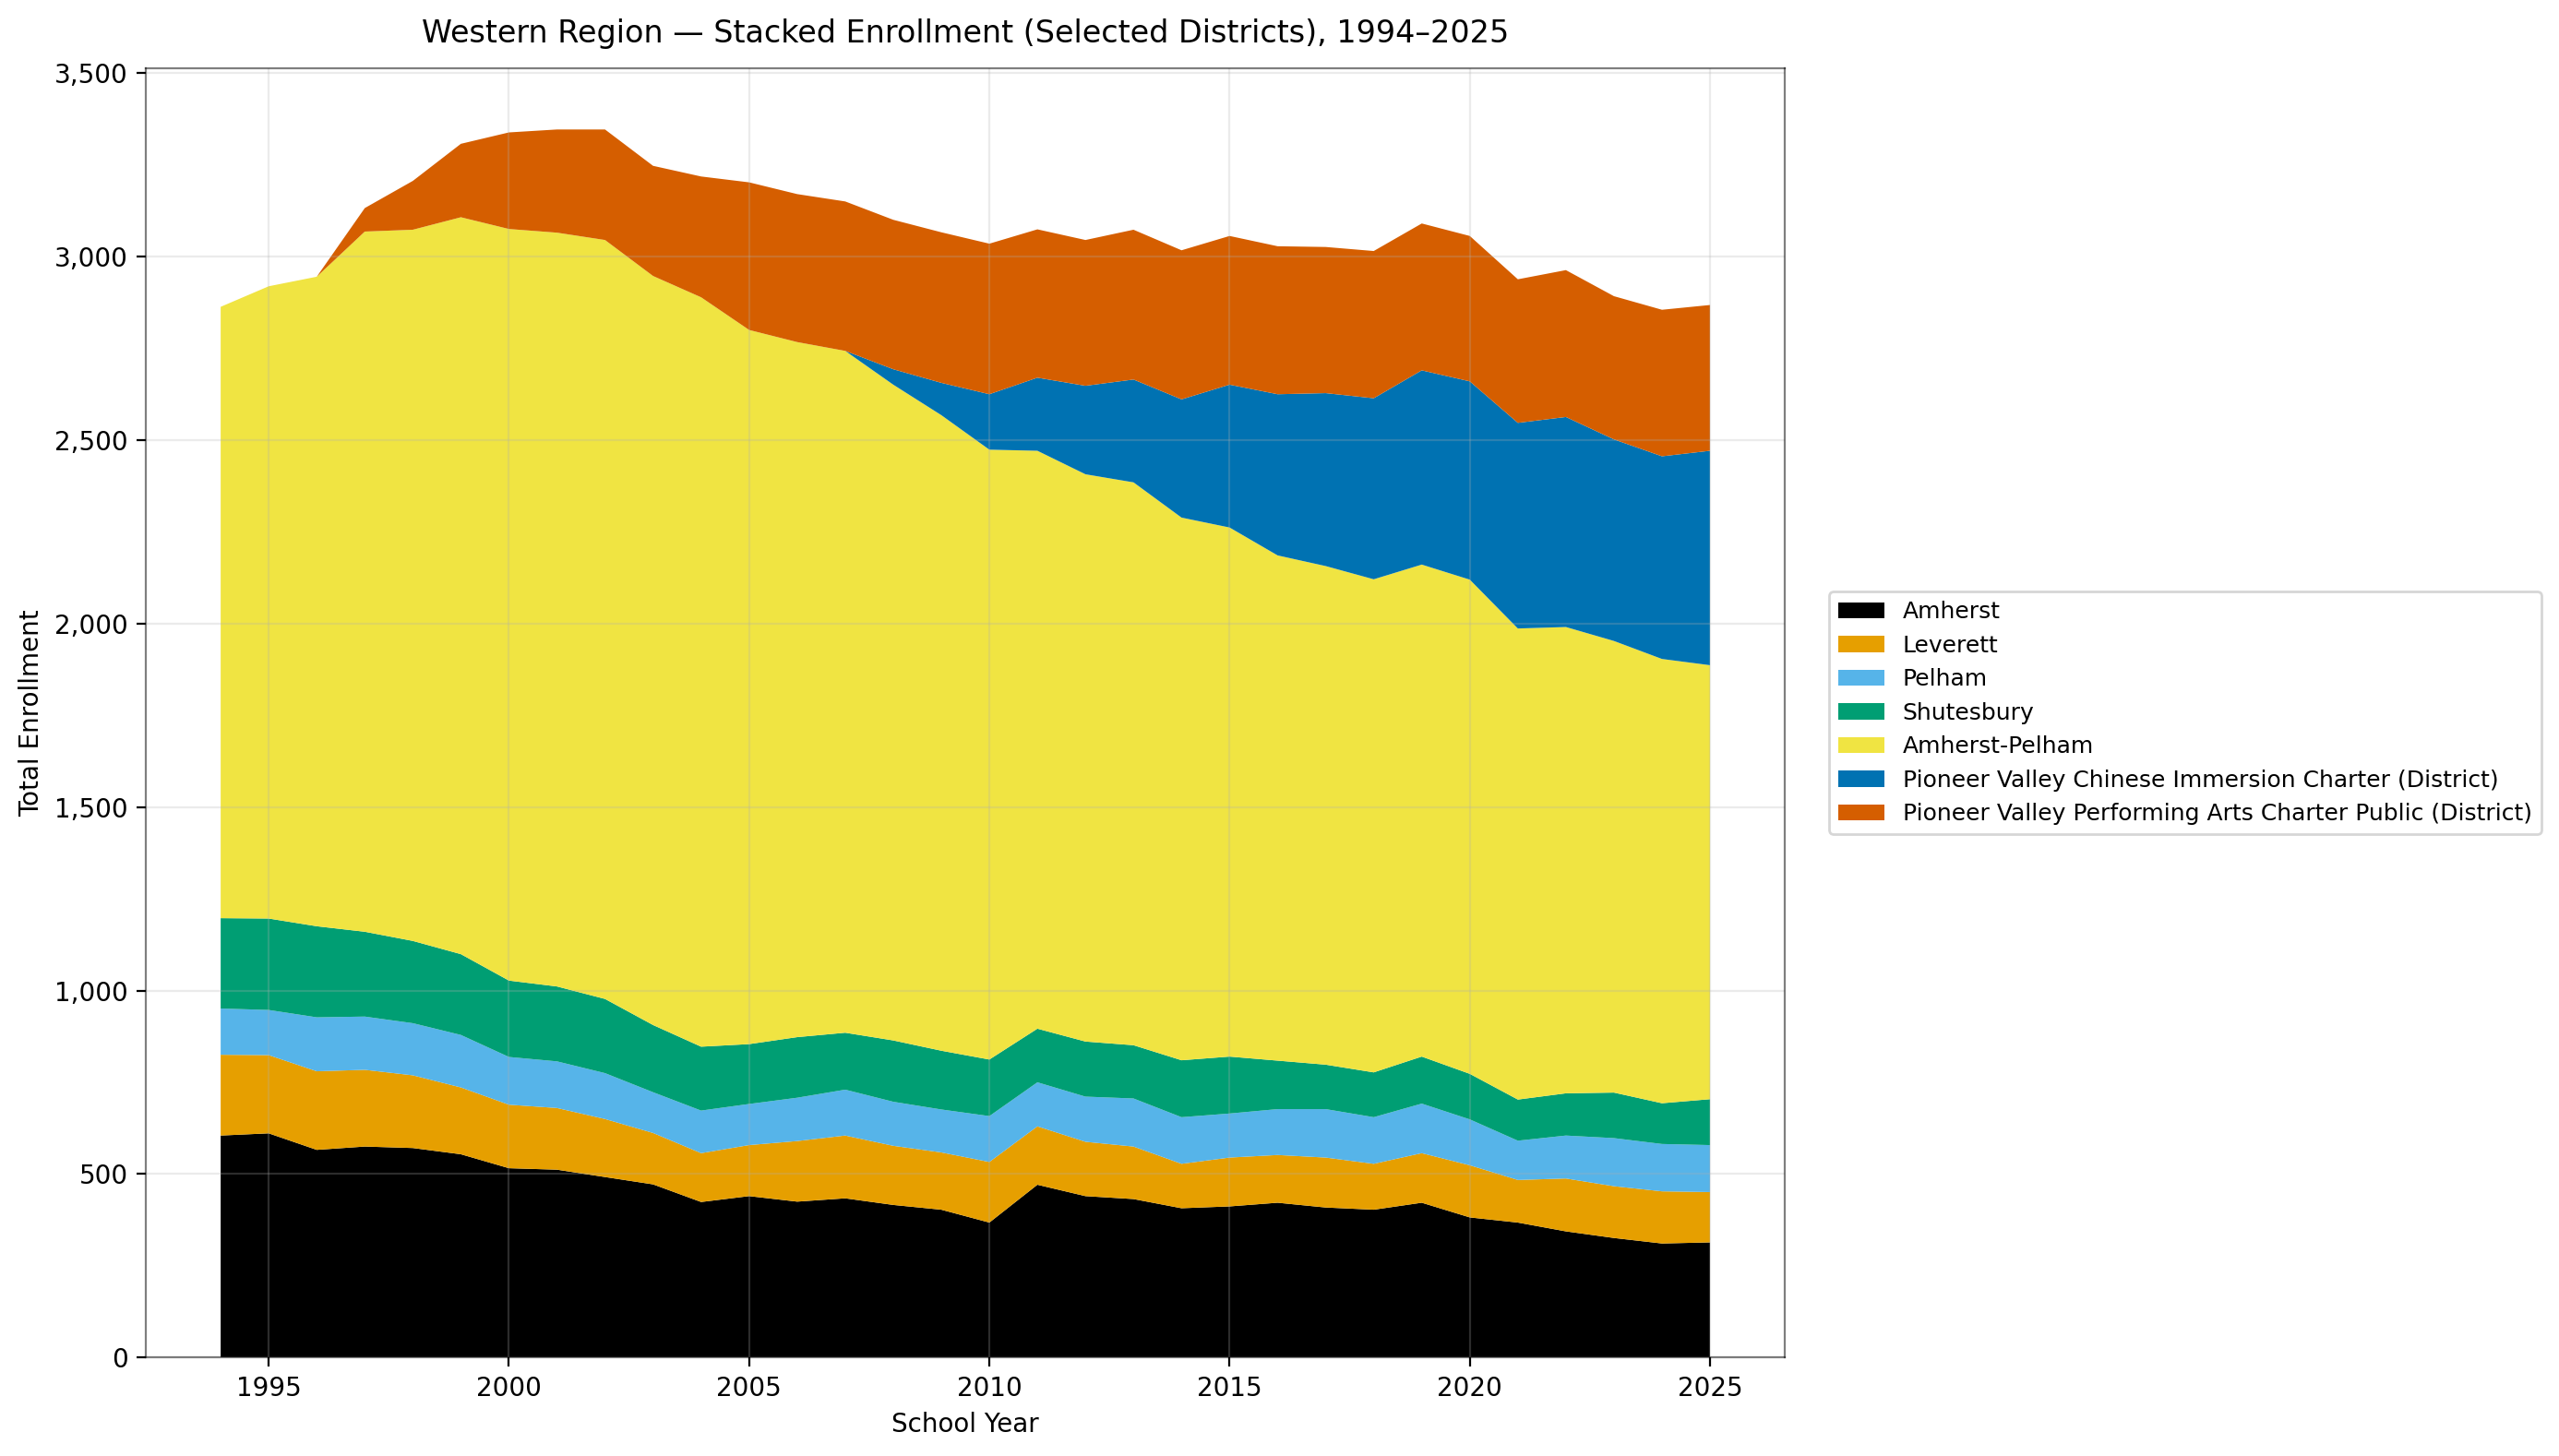 Western Region — Stacked Enrollment (Selected Districts), 1994–2025
Total Enrollment
3,500
3,000
2,500
2,000
1,500
1,000
500
0
1995
2000
2005
2010
2015
2020
2025
School Year
Amherst
Leverett
Pelham
Shutesbury
Amherst-Pelham
Pioneer Valley Chinese Immersion Charter (District)
Pioneer Valley Performing Arts Charter Public (District)